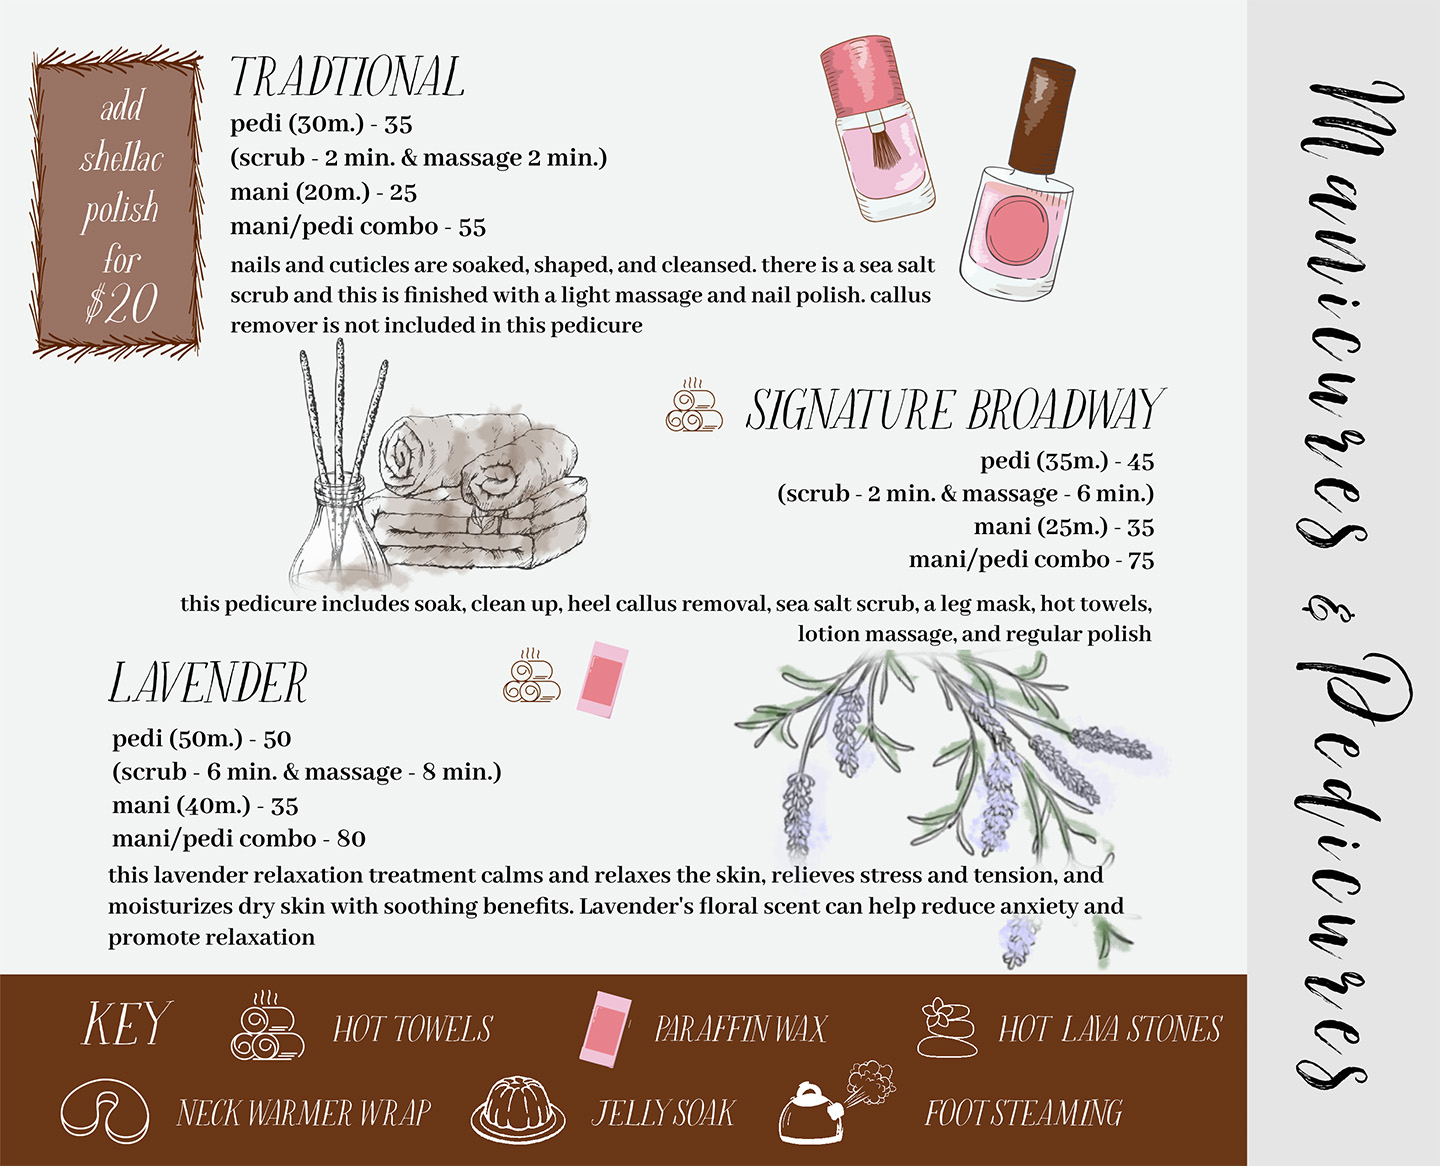 add
shellac
polish
for
$20
TRADTIONAL
pedi (30m.) - 35
(scrub - 2 min. & massage 2 min.)
mani (20m.) - 25
mani/pedi combo - 55
nails and cuticles are soaked, shaped, and cleansed. there is a sea salt
scrub and this is finished with a light massage and nail polish. callus
remover is not included in this pedicure
SIGNATURE BROADWAY
pedi (35m.) - 45
(scrub - 2 min. & massage - 6 min.)
mani (25m.) - 35
mani/pedi combo - 75
this pedicure includes soak, clean up, heel callus removal, sea salt scrub, a leg mask, hot towels,
lotion massage, and regular polish
LAVENDER
pedi (50m.) - 50
(scrub - 6 min. & massage - 8 min.)
mani (40m.) - 35
mani/pedi combo - 80
this lavender relaxation treatment calms and relaxes the skin, relieves stress and tension, and
moisturizes dry skin with soothing benefits. Lavender's floral scent can help reduce anxiety and
promote relaxation
KEY
HOT TOWELS
PARAFFIN WAX
HOT LAVA STONES
NECK WARMER WRAP
JELLY SOAK
FOOT STEAMING
Manicures & Pedicures